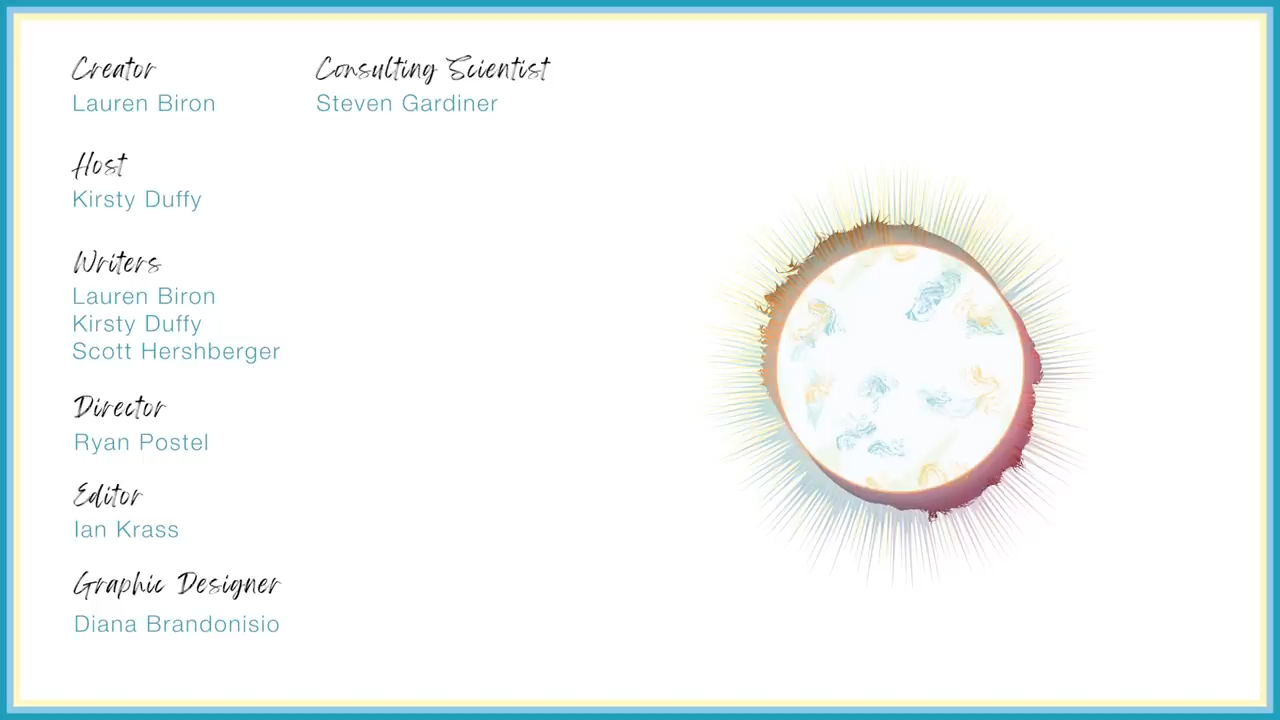 Creator
Lauren Biron
Consulting Scientist
Steven Gardiner
Host
Kirsty Duffy
Writers
Lauren Biron
Kirsty Duffy
Scott Hershberger
Director
Ryan Postel
Editor
Ian Krass
Graphic Designer
Diana Brandonisio